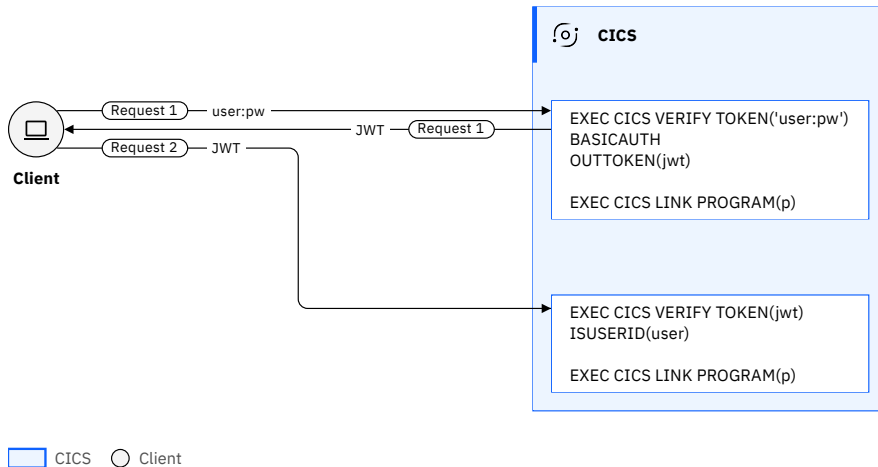 CICS
Request 1
user:pw
JWT
Request 1
Request 2
JWT
Client
EXEC CICS VERIFY TOKEN('user:pw')
BASICAUTH
OUTTOKEN(jwt)
EXEC CICS LINK PROGRAM(p)
EXEC CICS VERIFY TOKEN(jwt)
ISUSERID(user)
EXEC CICS LINK PROGRAM(p)
CICS
Client